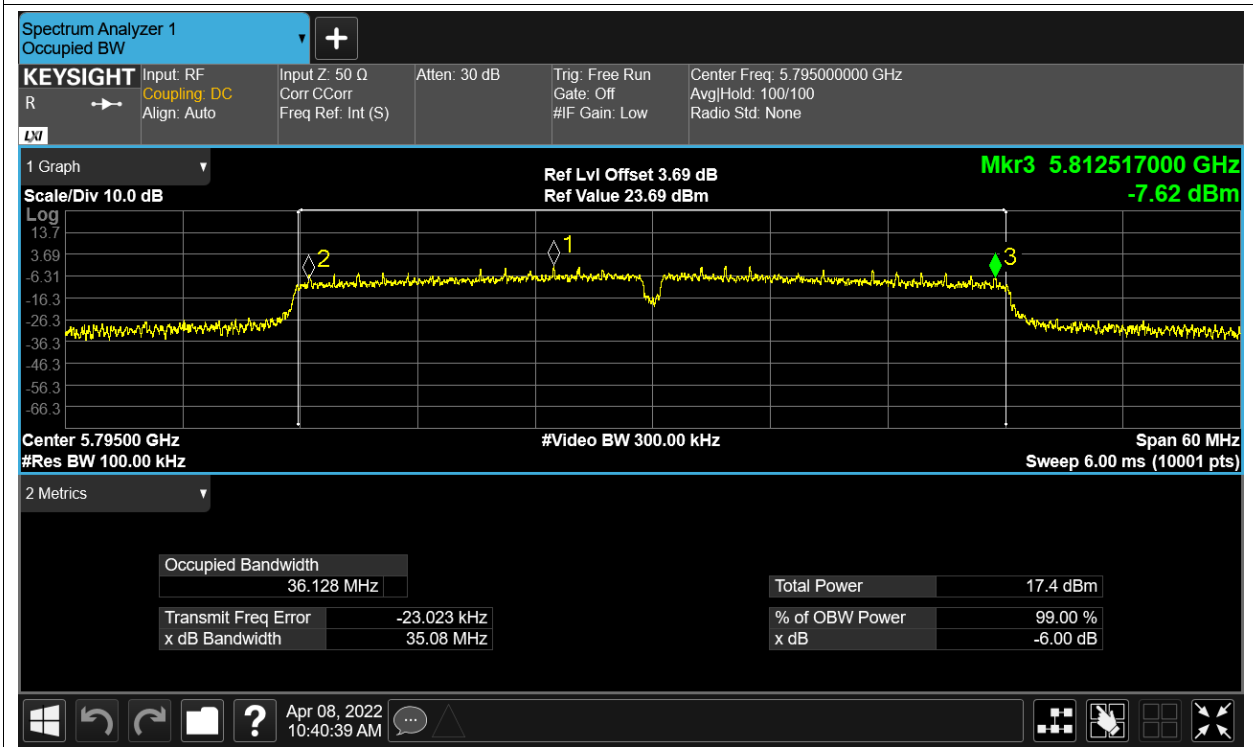 Spectrum Analyzer 1
Occupied BW
KEYSIGHT
R
LXI
Input: RF
Coupling: DC
Align: Auto
Input Z: 50 Ω
Corr CCorr
Freq Ref: Int (S)
Atten: 30 dB
Trig: Free Run
Gate: Off
#IF Gain: Low
Center Freq: 5.795000000 GHz
Avg|Hold: 100/100
Radio Std: None
1 Graph
Scale/Div 10.0 dB
Ref Lvl Offset 3.69 dB
Ref Value 23.69 dBm
Mkr3 5.812517000 GHz
-7.62 dBm
Log
13.7
3.69
-6.31
-16.3
-26.3
-36.3
-46.3
-56.3
-66.3
2
1
3
Center 5.79500 GHz
#Res BW 100.00 kHz
#Video BW 300.00 kHz
Span 60 MHz
Sweep 6.00 ms (10001 pts)
2 Metrics
Occupied Bandwidth
36.128 MHz
Transmit Freq Error -23.023 kHz
x dB Bandwidth 35.08 MHz
Total Power 17.4 dBm
% of OBW Power 99.00 %
x dB -6.00 dB
Apr 08, 2022
10:40:39 AM